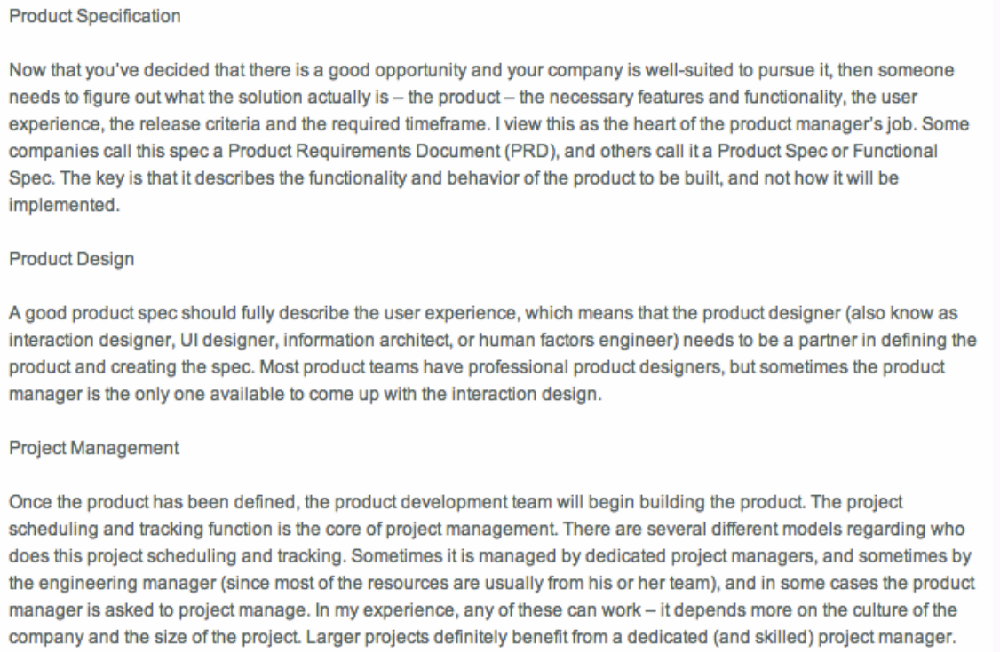 Product Specification
Now that you've decided that there is a good opportunity and your company is well-suited to pursue it, then someone
needs to figure out what the solution actually is – the product – the necessary features and functionality, the user
experience, the release criteria and the required timeframe. I view this as the heart of the product manager's job. Some
companies call this spec a Product Requirements Document (PRD), and others call it a Product Spec or Functional
Spec. The key is that it describes the functionality and behavior of the product to be built, and not how it will be
implemented.
Product Design
A good product spec should fully describe the user experience, which means that the product designer (also know as
interaction designer, UI designer, information architect, or human factors engineer) needs to be a partner in defining the
product and creating the spec. Most product teams have professional product designers, but sometimes the product
manager is the only one available to come up with the interaction design.
Project Management
Once the product has been defined, the product development team will begin building the product. The project
scheduling and tracking function is the core of project management. There are several different models regarding who
does this project scheduling and tracking. Sometimes it is managed by dedicated project managers, and sometimes by
the engineering manager (since most of the resources are usually from his or her team), and in some cases the product
manager is asked to project manage. In my experience, any of these can work – it depends more on the culture of the
company and the size of the project. Larger projects definitely benefit from a dedicated (and skilled) project manager.